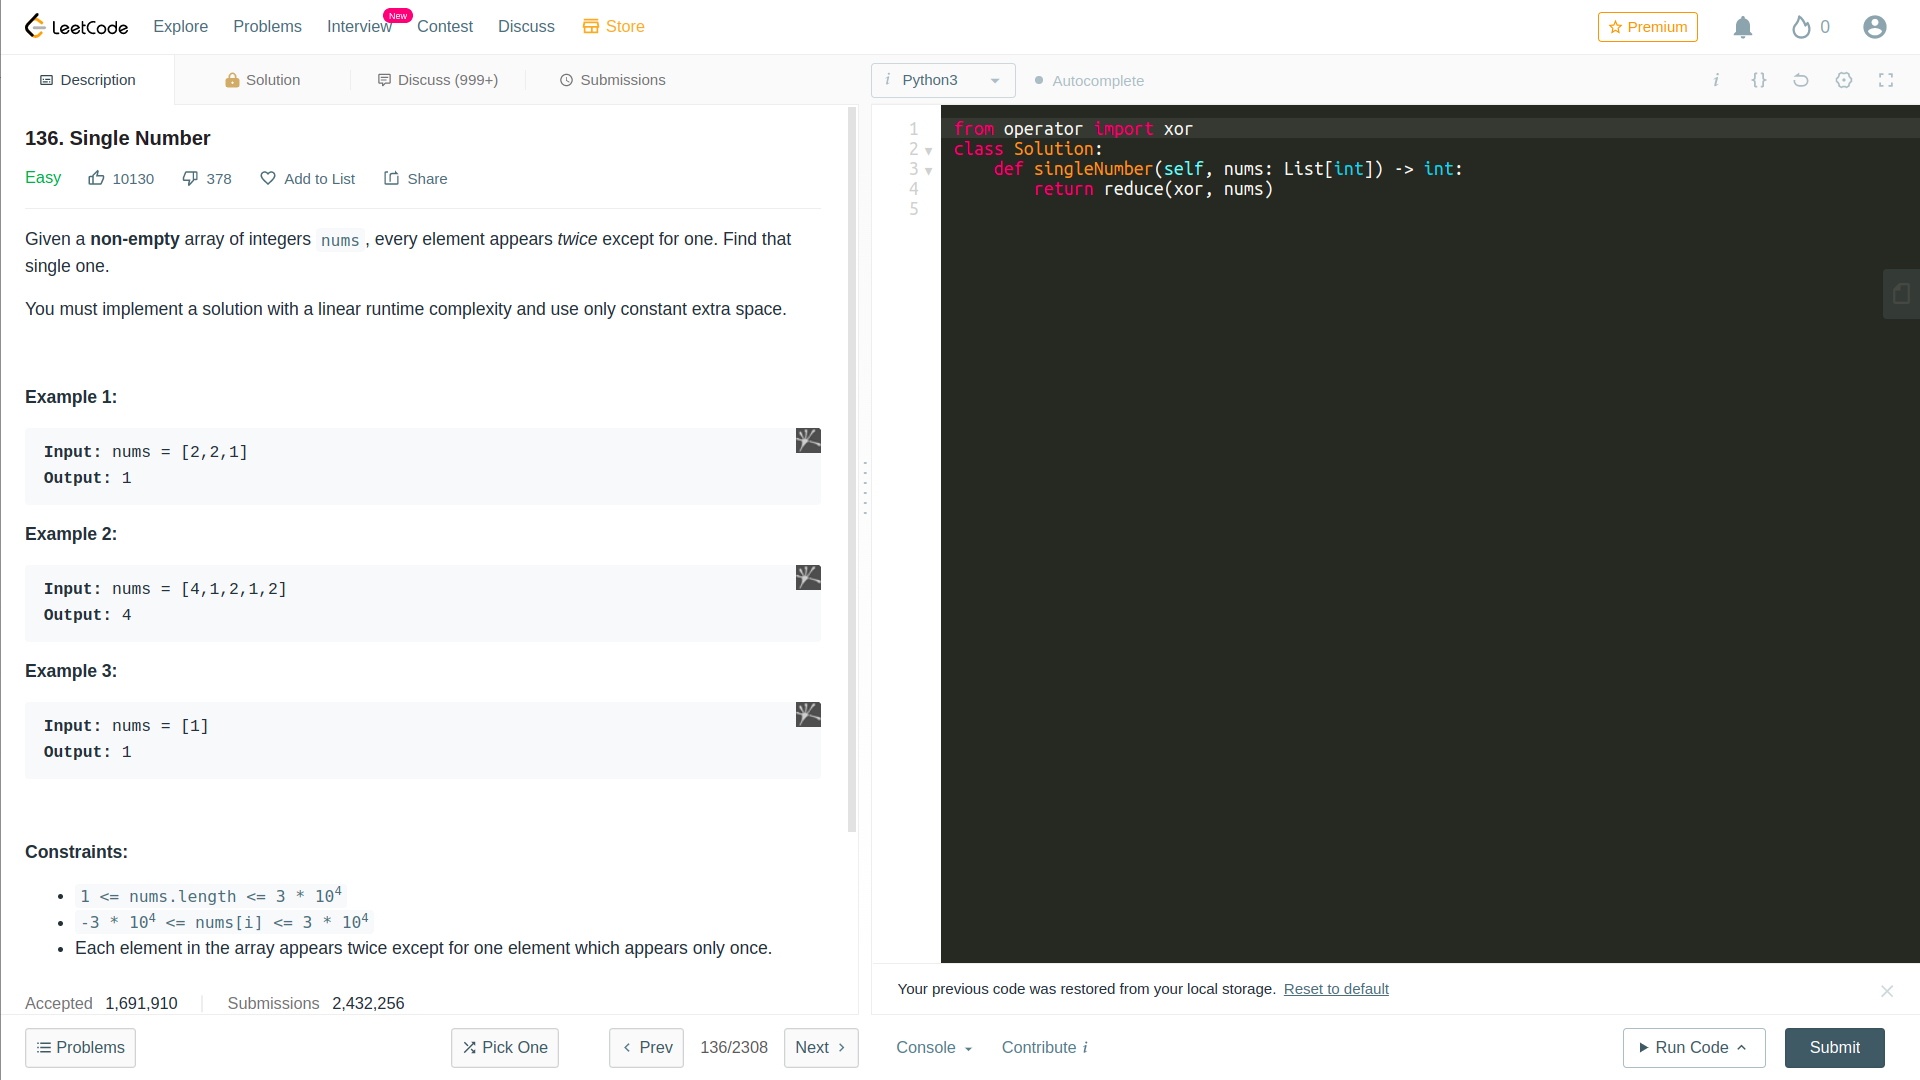 LeetCode Explore Problems Interview New Contest Discuss Store Premium 0
Description Solution Discuss (999+) Submissions
i Python3 Autocomplete i {}
136. Single Number
Easy 10130 378 Add to List Share
Given a non-empty array of integers nums, every element appears twice except for one. Find that
single one.
You must implement a solution with a linear runtime complexity and use only constant extra space.
Example 1:
Input: nums = [2,2,1]
Output: 1
Example 2:
Input: nums = [4,1,2,1,2]
Output: 4
Example 3:
Input: nums = [1]
Output: 1
Constraints:
• 1 <= nums.length <= 3 * 10⁴
• -3 * 10⁴ <= nums[i] <= 3 * 10⁴
• Each element in the array appears twice except for one element which appears only once.
Accepted 1,691,910 Submissions 2,432,256
1 from operator import xor
2 class Solution:
3     def singleNumber(self, nums: List[int]) -> int:
4         return reduce(xor, nums)
5
Your previous code was restored from your local storage. Reset to default
Problems Pick One Prev 136/2308 Next Console Contribute i Run Code Submit